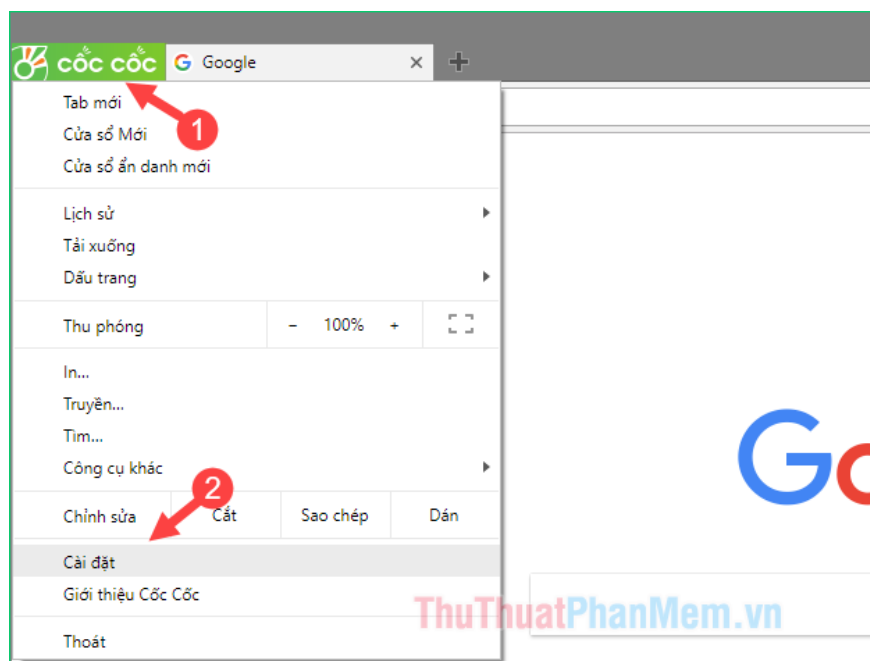 cốc cốc Google
Tab mới
1
Cửa sổ Mới
Cửa sổ ẩn danh mới
Lịch sử
Tải xuống
Dấu trang
Thu phóng - 100% +
In...
Truyền...
Tìm...
Công cụ khác
2
Chỉnh sửa Cắt Sao chép Dán
Cài đặt
Giới thiệu Cốc Cốc
Thoát
Go
ThuThuatPhanMem.vn